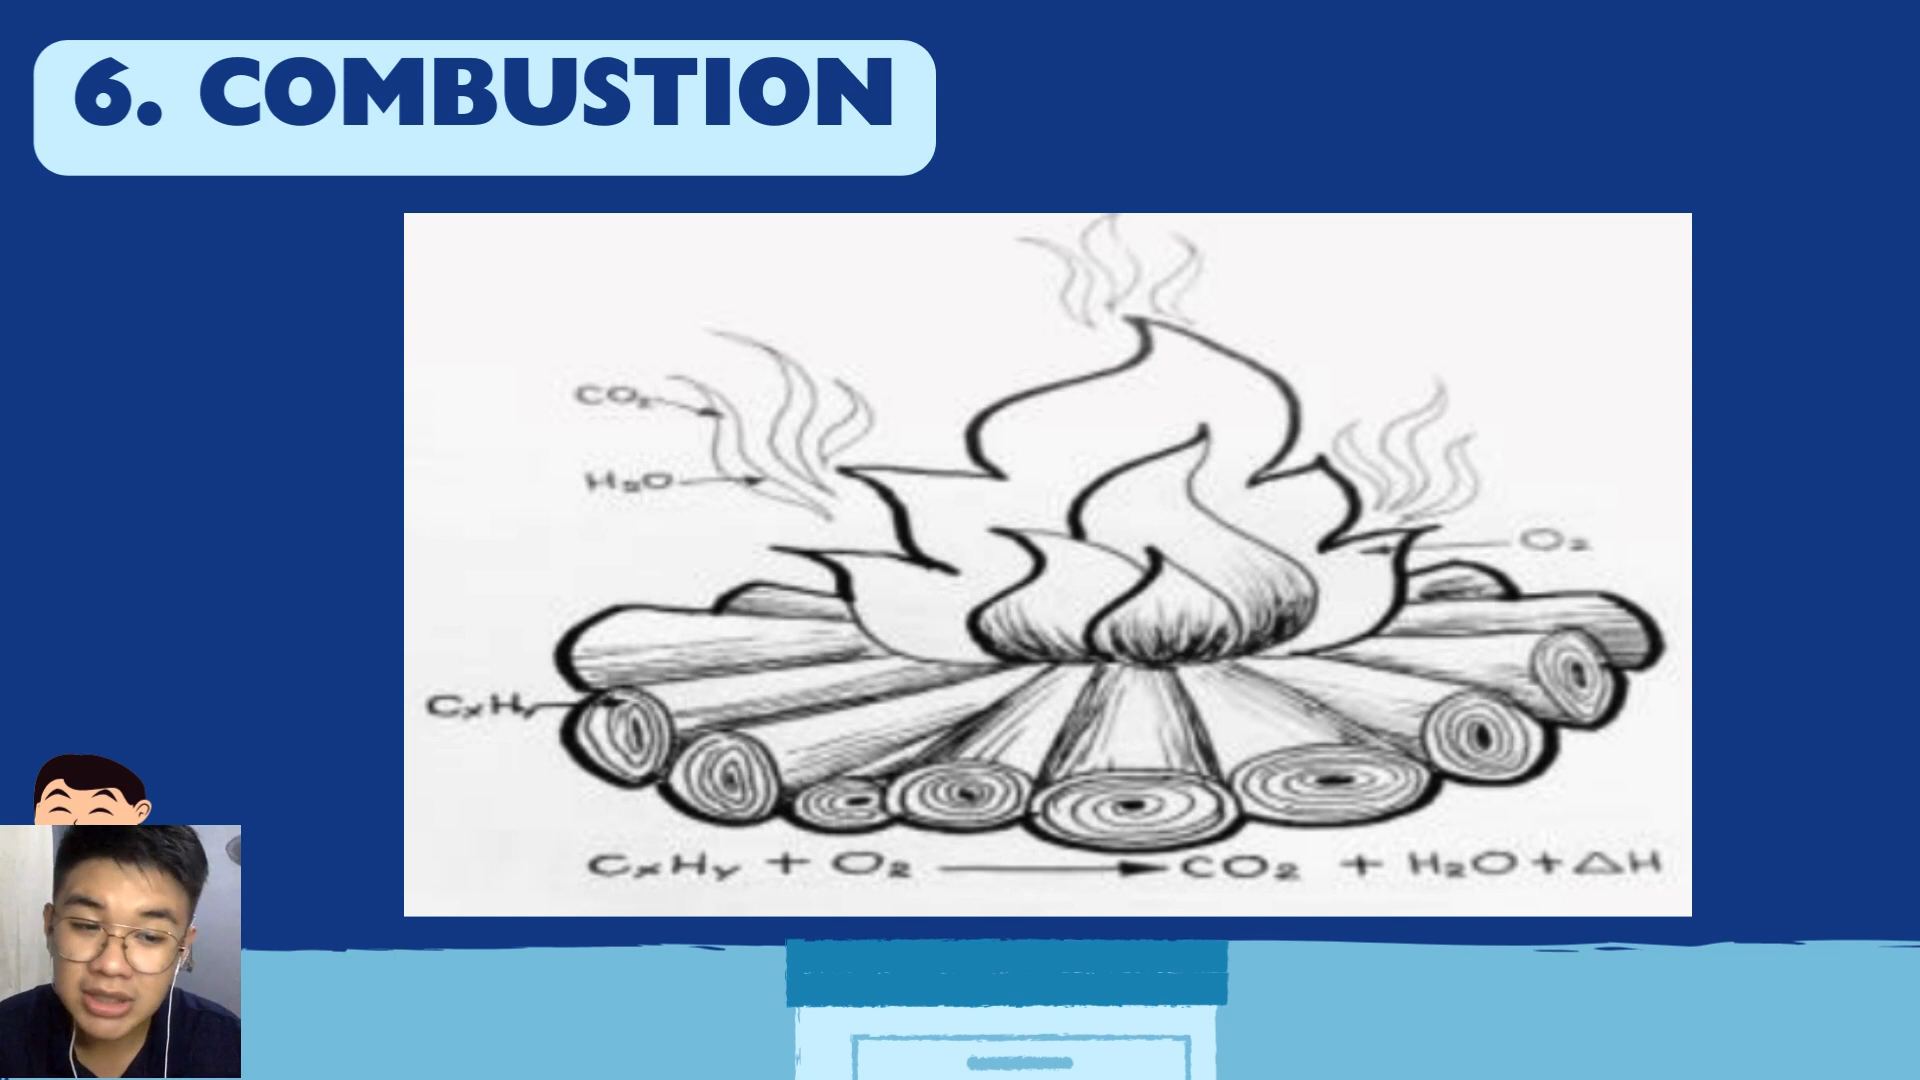 6. COMBUSTION
CO₂
H₂O
O₂
CxHy
CxHy + O₂ → CO₂ + H₂O + ΔH